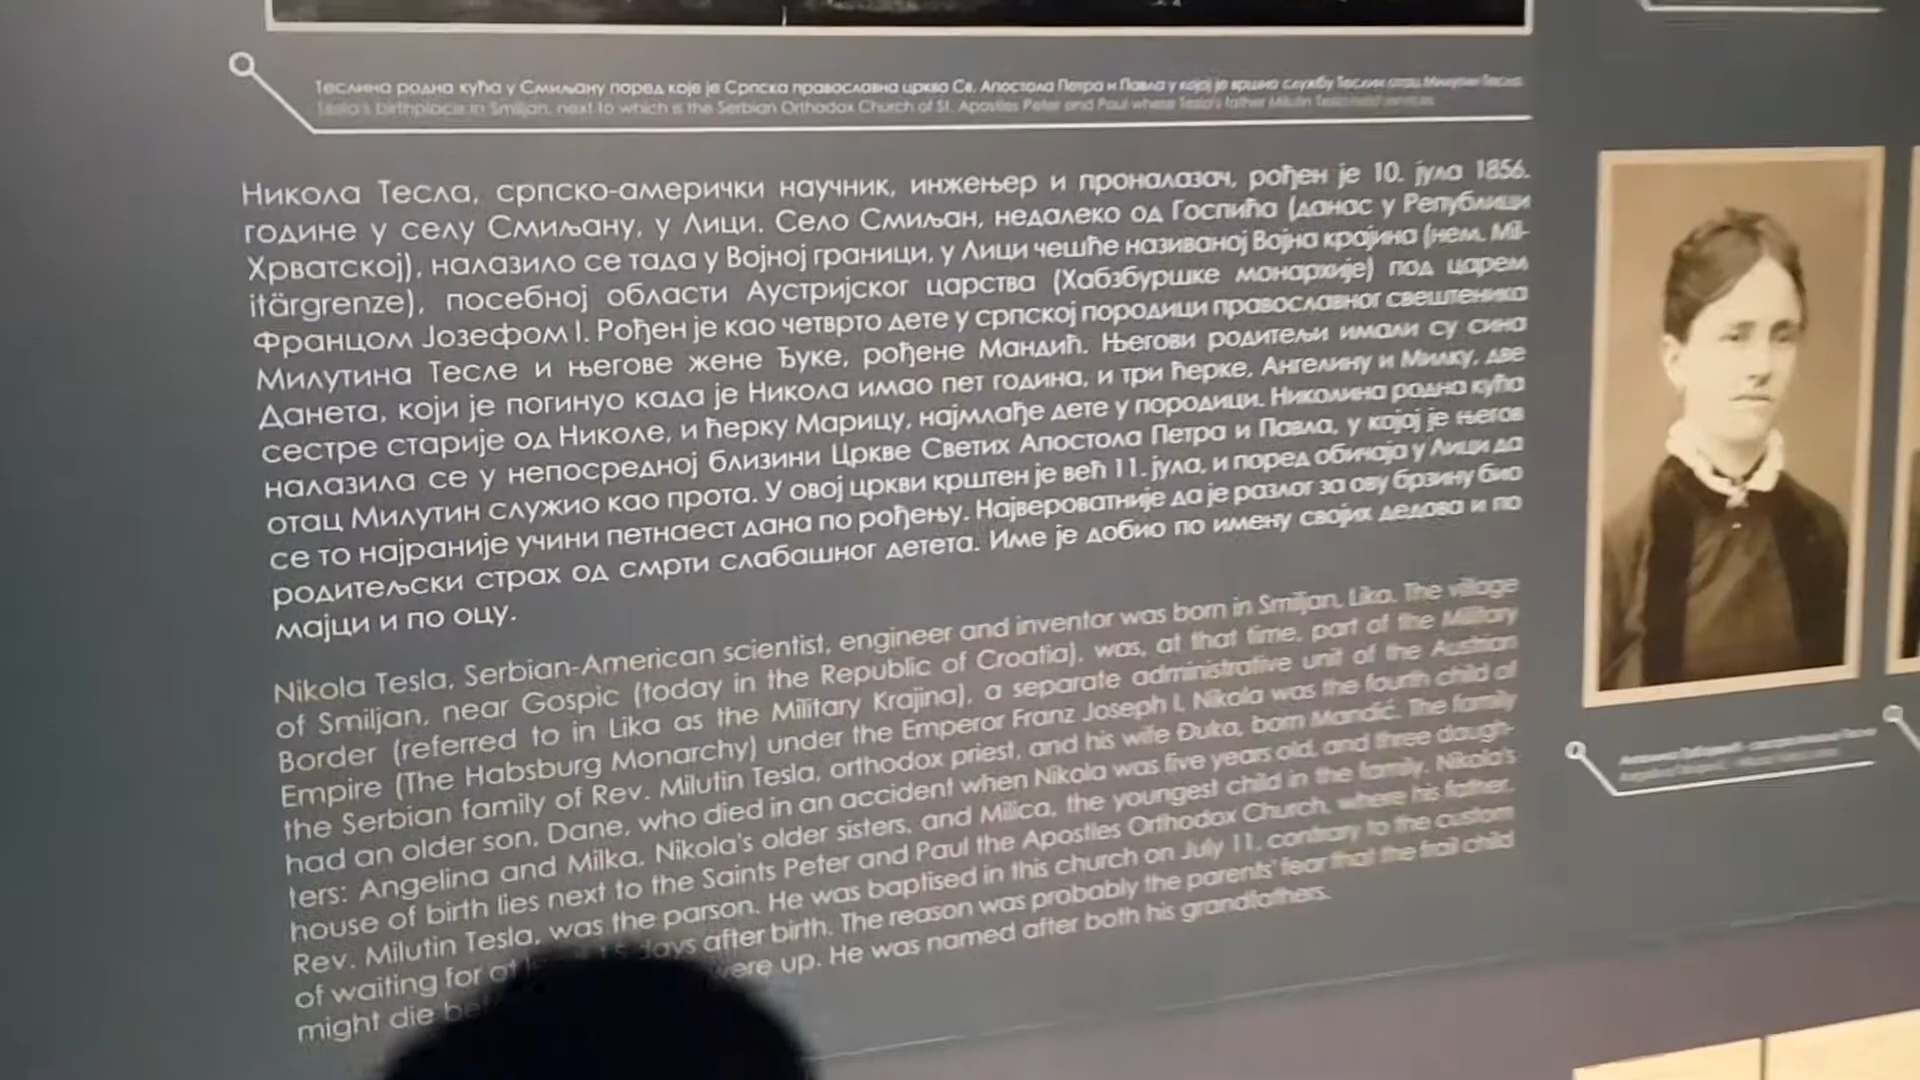 Теслина родна кућа у Смиљану поред које је Српска православна црква Св. Апостола Петра и Павла у којој је вршио службу Теслин отац Милутин Тесла.
Tesla's birthplace in Smiljan, next to which is the Serbian Orthodox Church of St. Apostles Peter and Paul where Tesla's father Milutin Tesla
Никола Тесла, српско-амерички научник, инжењер и проналазач, рођен је 10. јула 1856.
године у селу Смиљану, у Лици. Село Смиљан, недалеко од Госпића (данас у Републици
Хрватској), налазило се тада у Војној граници, у Лици чешће називаној Војна крајина (нем. Mil-
itärgrenze), посебној области Аустријског царства (Хабзбуршке монархије) под царем
Францом Јозефом I. Рођен је као четврто дете у српској породици православног свештеника
Милутина Тесле и његове жене Ђуке, рођене Мандић. Његови родитељи имали су сина
Данета, који је погинуо када је Никола имао пет година, и три ћерке, Ангелину и Милку, две
сестре старије од Николе, и ћерку Марицу, најмлађе дете у породици. Николина родна кућа
налазила се у непосредној близини Цркве Светих Апостола Петра и Павла, у којој је његов
отац Милутин служио као прота. У овој цркви крштен је већ 11. јула, и поред обичаја у Лици да
се то најраније учини петнаест дана по рођењу. Највероватније да је разлог за ову брзину био
родитељски страх од смрти слабашног детета. Име је добио по имену својих дедова и по
мајци и по оцу.
Nikola Tesla, Serbian-American scientist, engineer and inventor was born in Smiljan, Lika. The village
of Smiljan, near Gospic (today in the Republic of Croatia), was, at that time, part of the Military
Border (referred to in Lika as the Military Krajina), a separate administrative unit of the Austrian
Empire (The Habsburg Monarchy) under the Emperor Franz Joseph I. Nikola was the fourth child of
the Serbian family of Rev. Milutin Tesla, orthodox priest, and his wife Đuka, born Mandić. The family
had an older son, Dane, who died in an accident when Nikola was five years old, and three daugh-
ters: Angelina and Milka, Nikola's older sisters, and Milica, the youngest child in the family. Nikola's
house of birth lies next to the Saints Peter and Paul the Apostles Orthodox Church, where his father,
Rev. Milutin Tesla, was the parson. He was baptised in this church on July 11, contrary to the custom
of waiting for at 15 days after birth. The reason was probably the parents' fear that the frail child
might die were up. He was named after both his grandfathers.